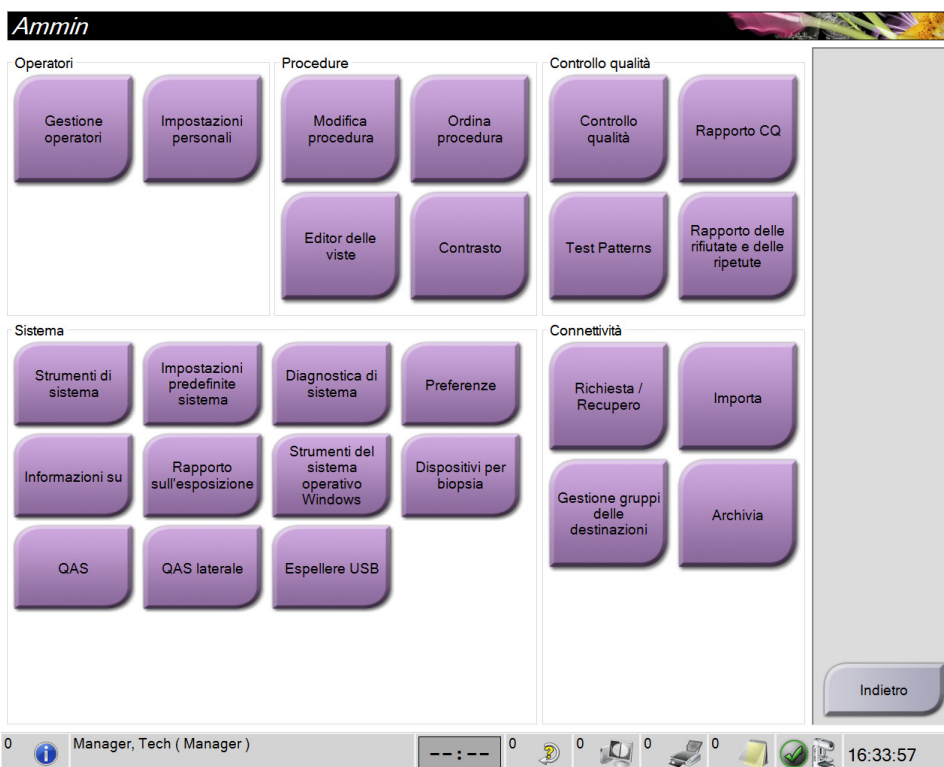 Ammin
Operatori
Gestione
operatori
Impostazioni
personali
Procedure
Modifica
procedura
Ordina
procedura
Editor delle
viste
Contrasto
Controllo qualità
Controllo
qualità
Rapporto CQ
Test Patterns
Rapporto delle
rifiutate e delle
ripetute
Sistema
Strumenti di
sistema
Impostazioni
predefinite
sistema
Diagnostica di
sistema
Preferenze
Informazioni su
Rapporto
sull'esposizione
Strumenti del
sistema
operativo
Windows
Dispositivi per
biopsia
QAS
QAS laterale
Espellere USB
Connettività
Richiesta /
Recupero
Importa
Gestione gruppi
delle
destinazioni
Archivia
Indietro
0
Manager, Tech ( Manager )
--:--
0
0
0
0
16:33:57